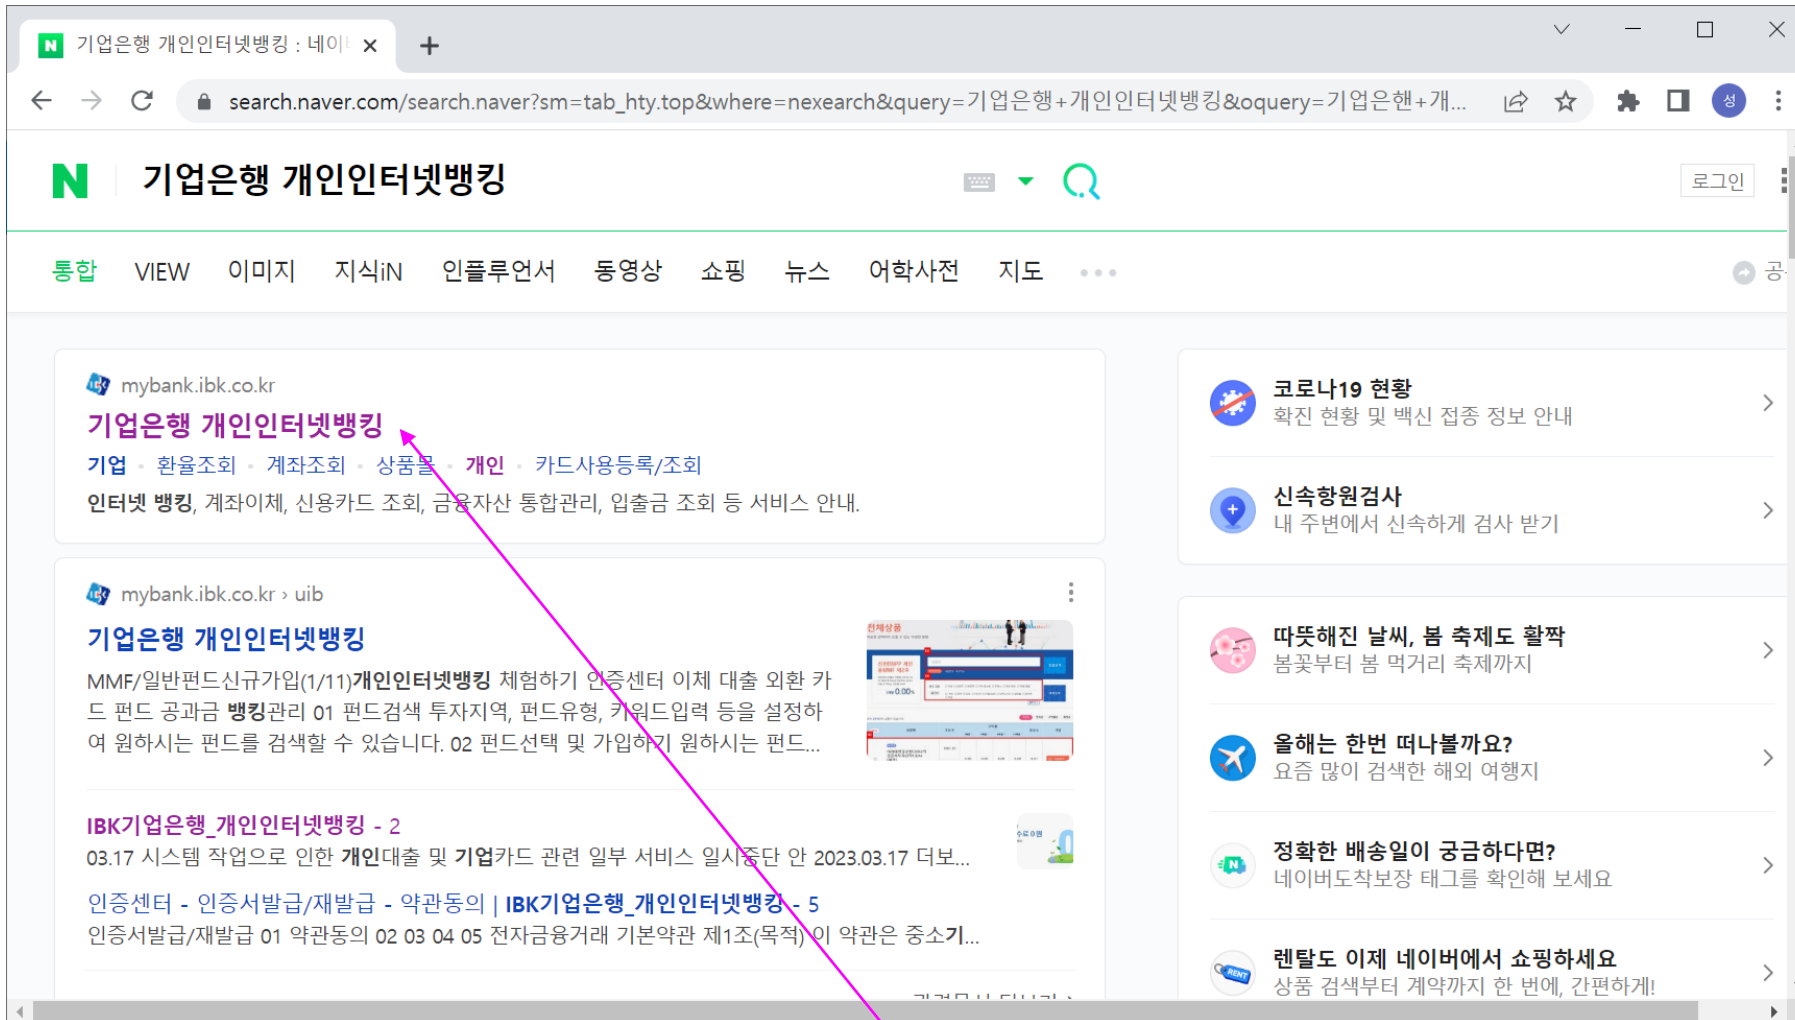 기업은행 개인인터넷뱅킹 : 네이
search.naver.com/search.naver?sm=tab_hty.top&where=nexearch&query=기업은행+개인인터넷뱅킹&oquery=기업은핸+개...
성
N 기업은행 개인인터넷뱅킹
로그인
통합 VIEW 이미지 지식iN 인플루언서 동영상 쇼핑 뉴스 어학사전 지도
mybank.ibk.co.kr
기업은행 개인인터넷뱅킹
기업 · 환율조회 · 계좌조회 · 상품몰 · 개인 · 카드사용등록/조회
인터넷 뱅킹, 계좌이체, 신용카드 조회, 금융자산 통합관리, 입출금 조회 등 서비스 안내.
mybank.ibk.co.kr › uib
기업은행 개인인터넷뱅킹
MMF/일반펀드신규가입(1/11)개인인터넷뱅킹 체험하기 인증센터 이체 대출 외환 카
드 펀드 공과금 뱅킹관리 01 펀드검색 투자지역, 펀드유형, 키워드입력 등을 설정하
여 원하시는 펀드를 검색할 수 있습니다. 02 펀드선택 및 가입하기 원하시는 펀드...
전체상품
0.00%
IBK기업은행_개인인터넷뱅킹 - 2
03.17 시스템 작업으로 인한 개인대출 및 기업카드 관련 일부 서비스 일시중단 안 2023.03.17 더보...
수료 0원
인증센터 - 인증서발급/재발급 - 약관동의 | IBK기업은행_개인인터넷뱅킹 - 5
인증서발급/재발급 01 약관동의 02 03 04 05 전자금융거래 기본약관 제1조(목적) 이 약관은 중소기...
코로나19 현황
확진 현황 및 백신 접종 정보 안내
신속항원검사
내 주변에서 신속하게 검사 받기
따뜻해진 날씨, 봄 축제도 활짝
봄꽃부터 봄 먹거리 축제까지
올해는 한번 떠나볼까요?
요즘 많이 검색한 해외 여행지
정확한 배송일이 궁금하다면?
네이버도착보장 태그를 확인해 보세요
렌탈도 이제 네이버에서 쇼핑하세요
상품 검색부터 계약까지 한 번에, 간편하게!
RENT